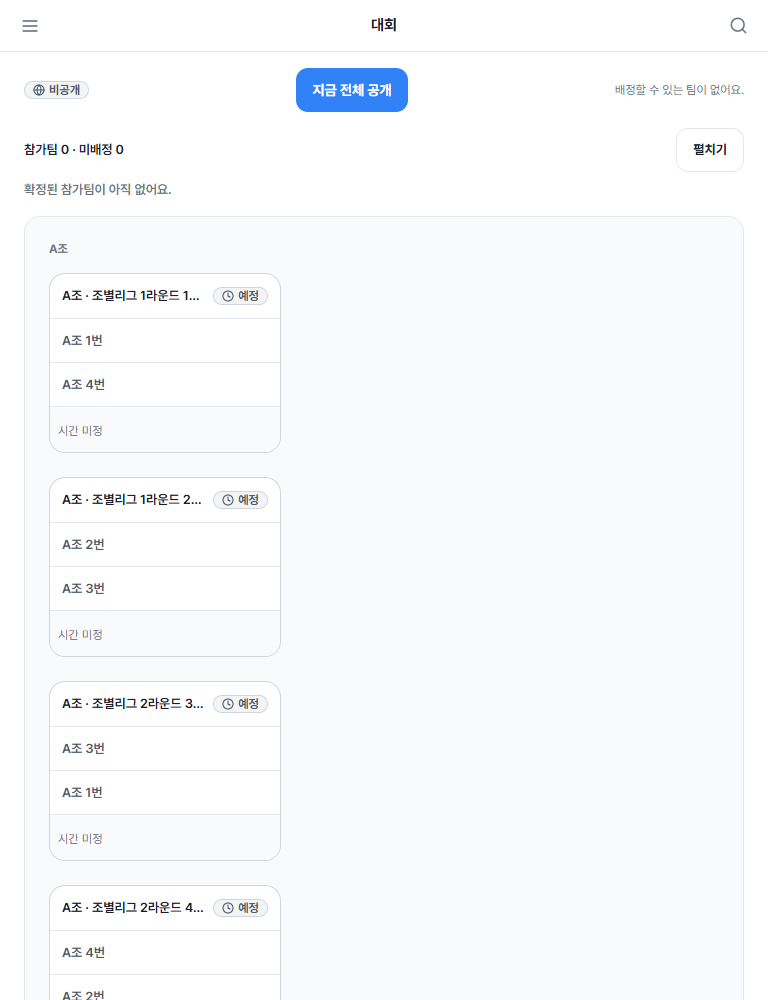 대회
비공개
지금 전체 공개
배정할 수 있는 팀이 없어요.
참가팀 0 · 미배정 0
펼치기
확정된 참가팀이 아직 없어요.
A조
A조 · 조별리그 1라운드 1...
예정
A조 1번
A조 4번
시간 미정
A조 · 조별리그 1라운드 2...
예정
A조 2번
A조 3번
시간 미정
A조 · 조별리그 2라운드 3...
예정
A조 3번
A조 1번
시간 미정
A조 · 조별리그 2라운드 4...
예정
A조 4번
A조 2번